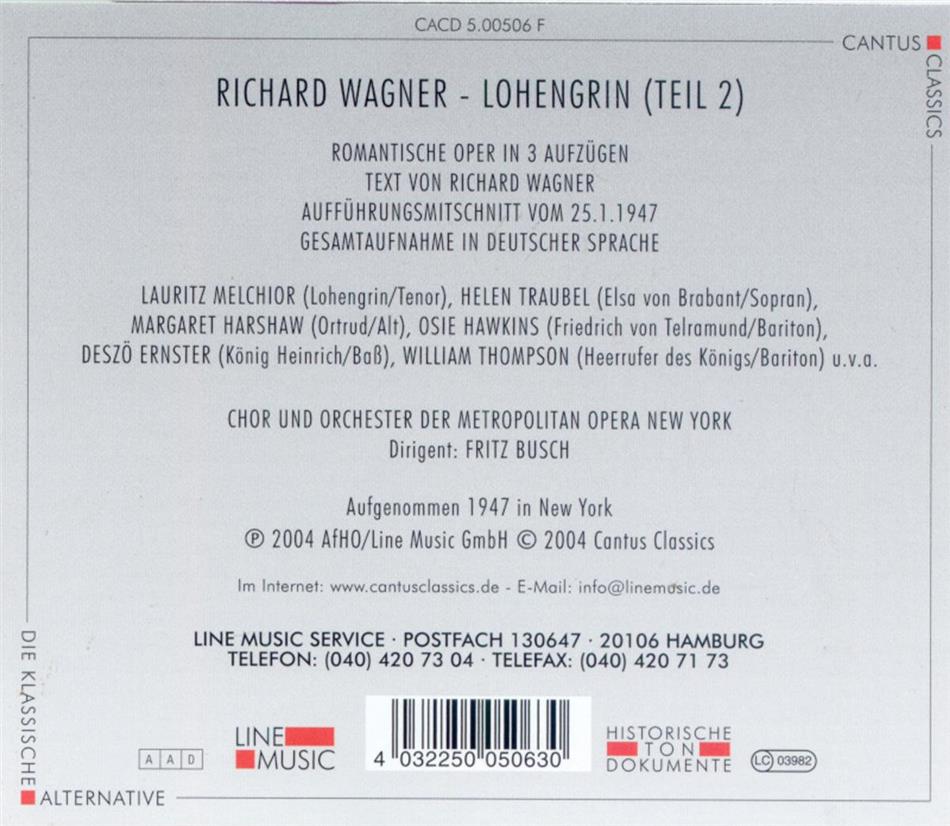 CACD 5.00506 F
CANTUS
CLASSICS
RICHARD WAGNER - LOHENGRIN (TEIL 2)
ROMANTISCHE OPER IN 3 AUFZÜGEN
TEXT VON RICHARD WAGNER
AUFFÜHRUNGSMITSCHNITT VOM 25.1.1947
GESAMTAUFNAHME IN DEUTSCHER SPRACHE
LAURITZ MELCHIOR (Lohengrin/Tenor), HELEN TRAUBEL (Elsa von Brabant/Sopran),
MARGARET HARSHAW (Ortrud/Alt), OSIE HAWKINS (Friedrich von Telramund/Bariton),
DESZÖ ERNSTER (König Heinrich/Baß), WILLIAM THOMPSON (Heerrufer des Königs/Bariton) u.v.a.
CHOR UND ORCHESTER DER METROPOLITAN OPERA NEW YORK
Dirigent: FRITZ BUSCH
Aufgenommen 1947 in New York
℗ 2004 AfHO/Line Music GmbH © 2004 Cantus Classics
Im Internet: www.cantusclassics.de - E-Mail: info@linemusic.de
LINE MUSIC SERVICE · POSTFACH 130647 · 20106 HAMBURG
TELEFON: (040) 420 73 04 · TELEFAX: (040) 420 71 73
DIE KLASSISCHE
ALTERNATIVE
A A D
LINE
MUSIC
4 032250 050630
HISTORISCHE
TON
DOKUMENTE
LC 03982